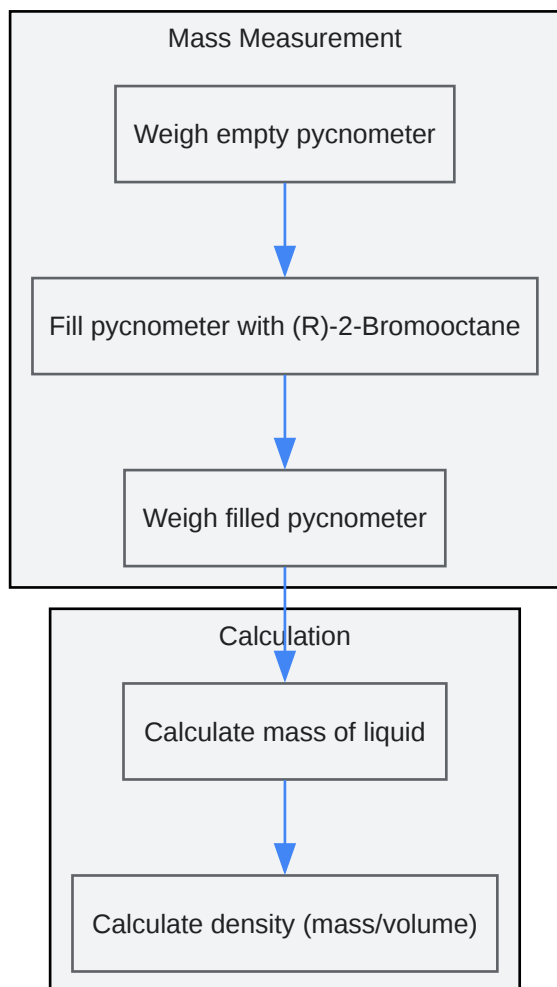 Mass Measurement
Weigh empty pycnometer
Fill pycnometer with (R)-2-Bromooctane
Weigh filled pycnometer
Calculation
Calculate mass of liquid
Calculate density (mass/volume)